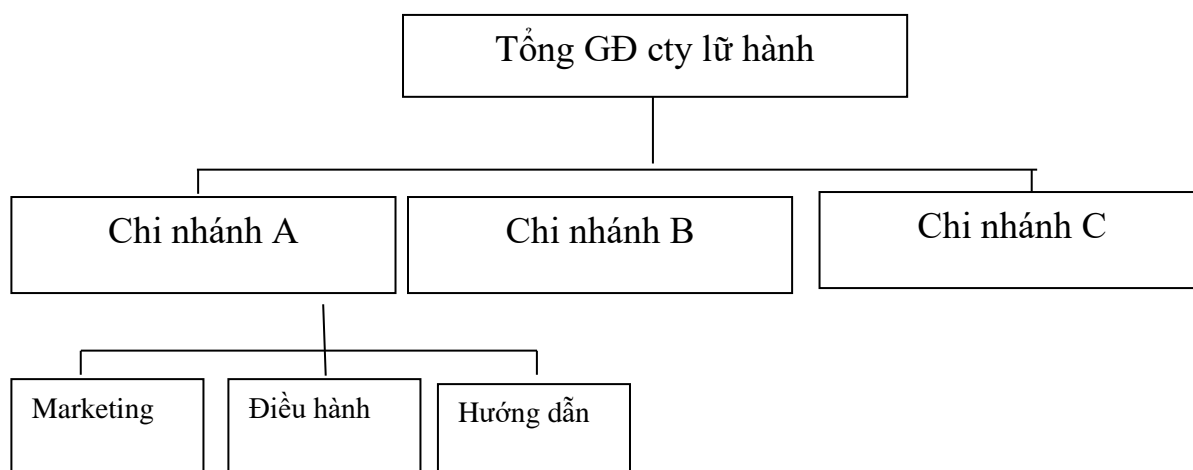 Tổng GĐ cty lữ hành
Chi nhánh A
Chi nhánh B
Chi nhánh C
Marketing
Điều hành
Hướng dẫn